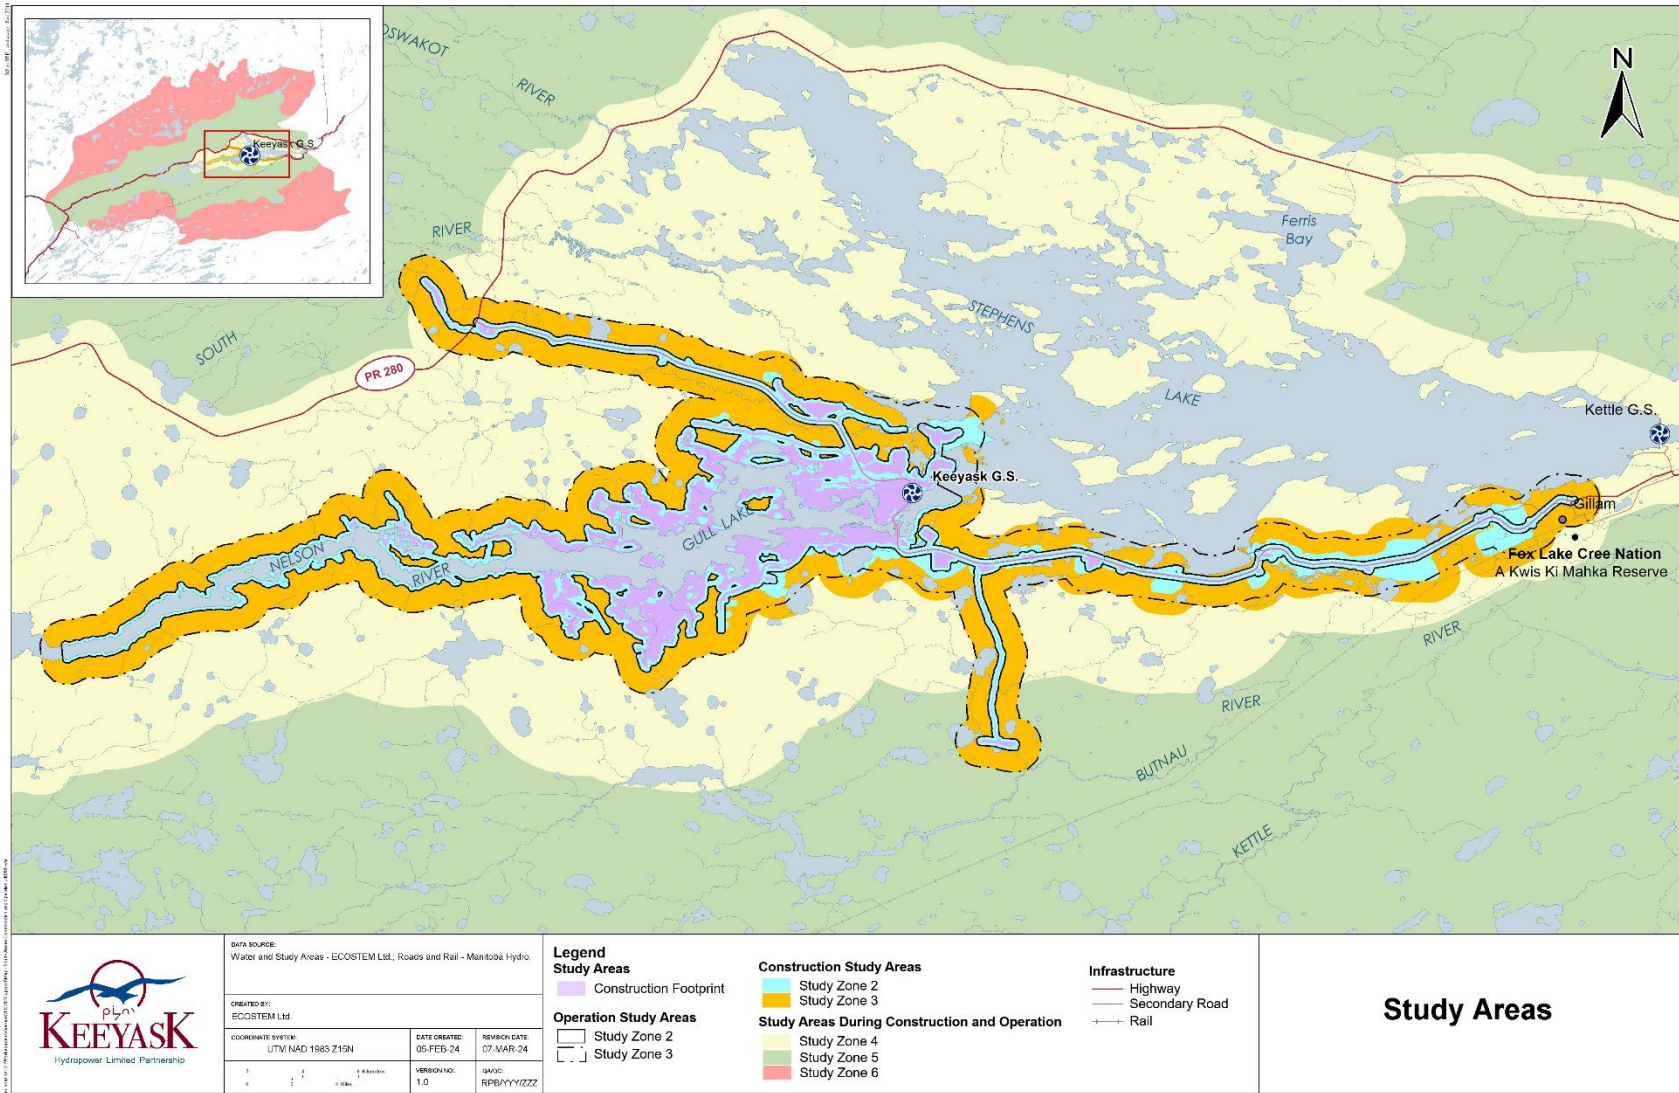 Keeyask G.S.
OSWAKOT
RIVER
N
RIVER
Ferris
Bay
STEPHENS
SOUTH
PR 280
LAKE
Kettle G.S.
Keeyask G.S.
Gillam
GULL LAKE
NELSON
RIVER
Fox Lake Cree Nation
A Kwis Ki Mahka Reserve
RIVER
RIVER
BUTNAU
KETTLE
KEEYASK
Hydropower Limited Partnership
DATA SOURCE:
Water and Study Areas - ECOSTEM Ltd.; Roads and Rail - Manitoba Hydro.
CREATED BY:
ECOSTEM Ltd.
COORDINATE SYSTEM:
UTM NAD 1983 Z15N
DATE CREATED:
05-FEB-24
REVISION DATE:
07-MAR-24
VERSION NO:
1.0
QA/QC:
RPB/YYY/ZZZ
Legend
Study Areas
Construction Footprint
Operation Study Areas
Study Zone 2
Study Zone 3
Construction Study Areas
Study Zone 2
Study Zone 3
Study Areas During Construction and Operation
Study Zone 4
Study Zone 5
Study Zone 6
Infrastructure
Highway
Secondary Road
Rail
Study Areas